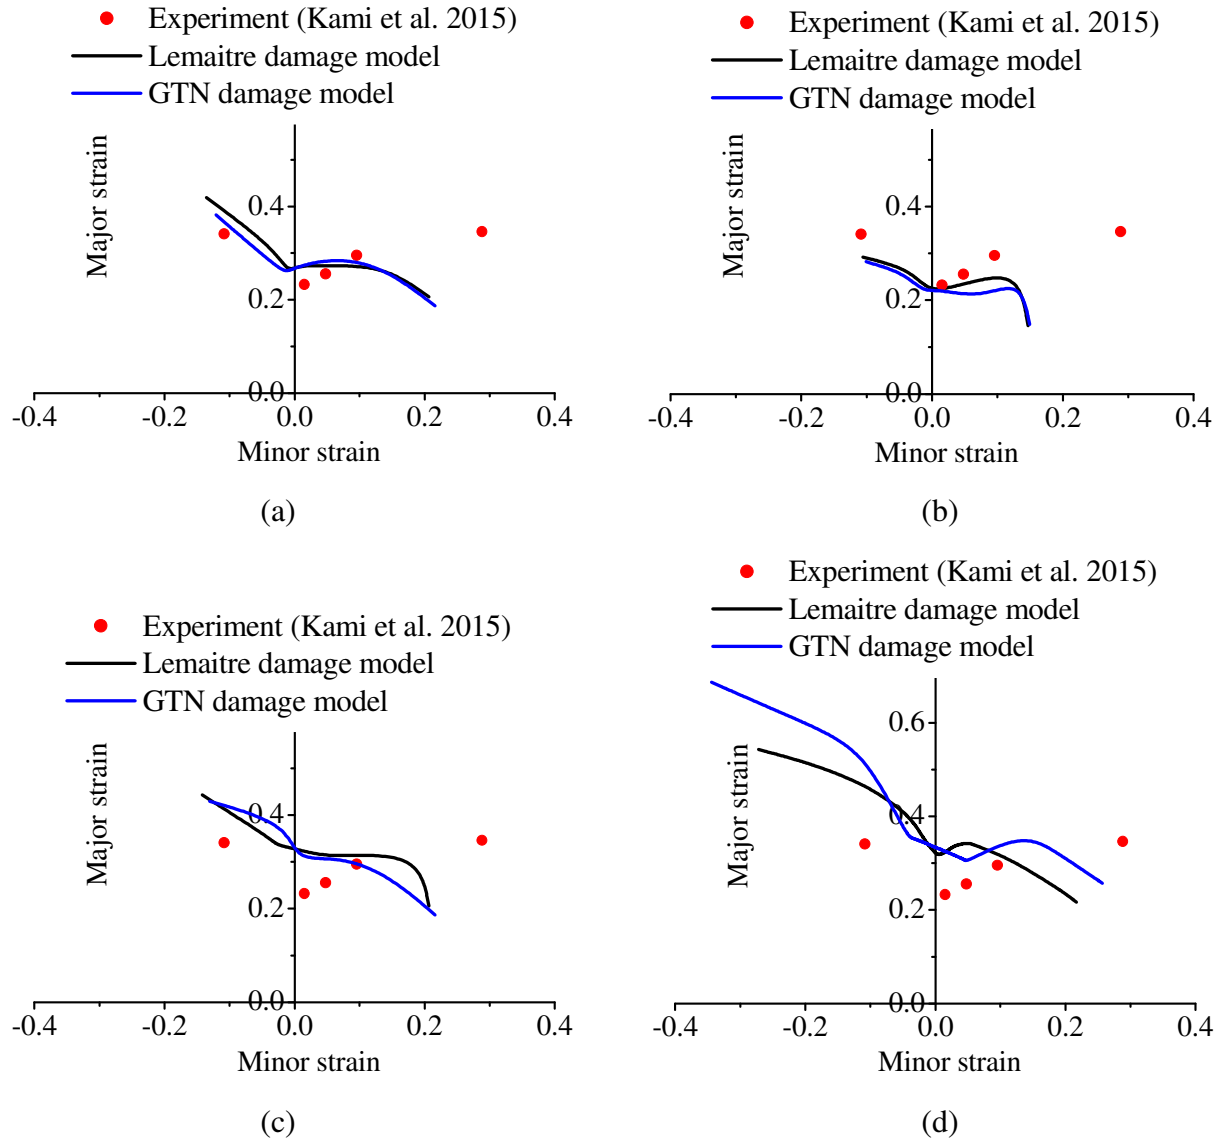 Experiment (Kami et al. 2015)
Lemaitre damage model
GTN damage model
Major strain
0.4
0.2
0.0
-0.4
-0.2
0.0
0.2
0.4
Minor strain
(a)
Experiment (Kami et al. 2015)
Lemaitre damage model
GTN damage model
Major strain
0.4
0.2
0.0
-0.4
-0.2
0.0
0.2
0.4
Minor strain
(b)
Experiment (Kami et al. 2015)
Lemaitre damage model
GTN damage model
Major strain
0.4
0.2
0.0
-0.4
-0.2
0.0
0.2
0.4
Minor strain
(c)
Experiment (Kami et al. 2015)
Lemaitre damage model
GTN damage model
Major strain
0.6
0.4
0.2
0.0
-0.4
-0.2
0.0
0.2
0.4
Minor strain
(d)